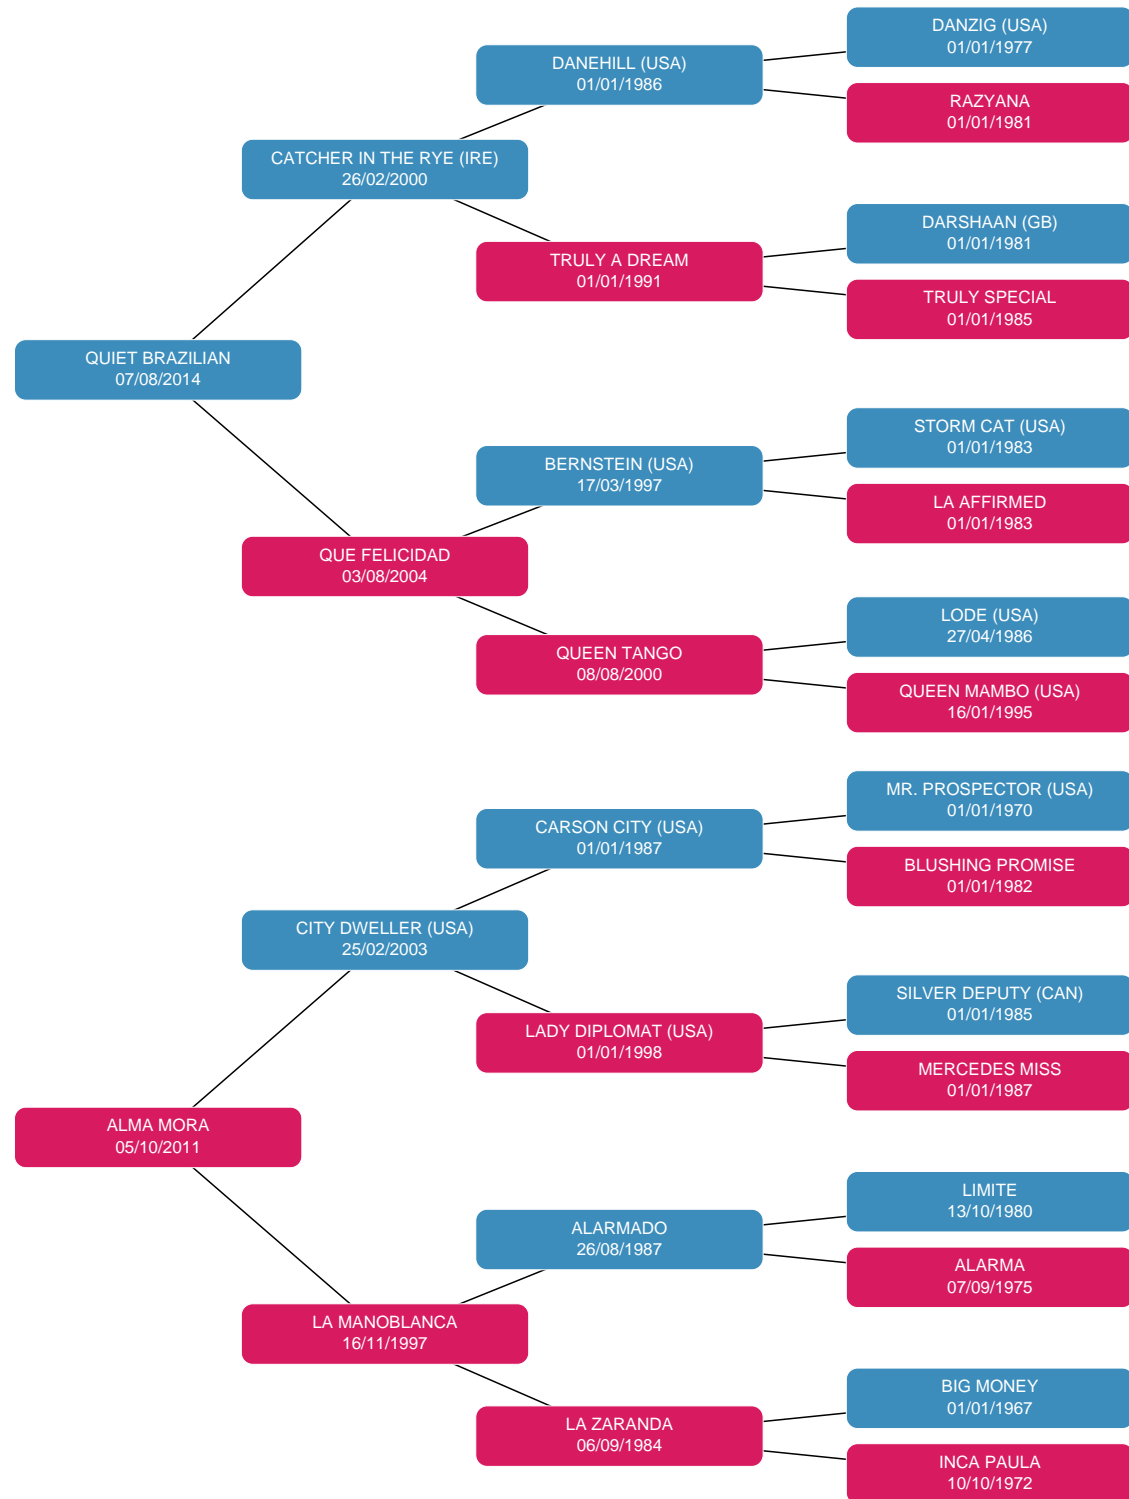 DANZIG (USA)
01/01/1977
DANEHILL (USA)
01/01/1986
RAZYANA
01/01/1981
CATCHER IN THE RYE (IRE)
26/02/2000
DARSHAAN (GB)
01/01/1981
TRULY A DREAM
01/01/1991
TRULY SPECIAL
01/01/1985
QUIET BRAZILIAN
07/08/2014
STORM CAT (USA)
01/01/1983
BERNSTEIN (USA)
17/03/1997
LA AFFIRMED
01/01/1983
QUE FELICIDAD
03/08/2004
LODE (USA)
27/04/1986
QUEEN TANGO
08/08/2000
QUEEN MAMBO (USA)
16/01/1995
MR. PROSPECTOR (USA)
01/01/1970
CARSON CITY (USA)
01/01/1987
BLUSHING PROMISE
01/01/1982
CITY DWELLER (USA)
25/02/2003
SILVER DEPUTY (CAN)
01/01/1985
LADY DIPLOMAT (USA)
01/01/1998
MERCEDES MISS
01/01/1987
ALMA MORA
05/10/2011
LIMITE
13/10/1980
ALARMADO
26/08/1987
ALARMA
07/09/1975
LA MANOBLANCA
16/11/1997
BIG MONEY
01/01/1967
LA ZARANDA
06/09/1984
INCA PAULA
10/10/1972